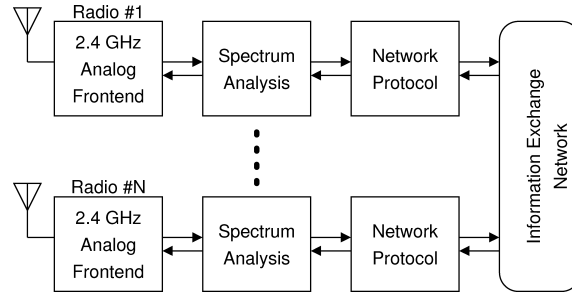 Radio #1
2.4 GHz
Analog
Frontend
Spectrum
Analysis
Network
Protocol
Information Exchange
Network
Radio #N
2.4 GHz
Analog
Frontend
Spectrum
Analysis
Network
Protocol